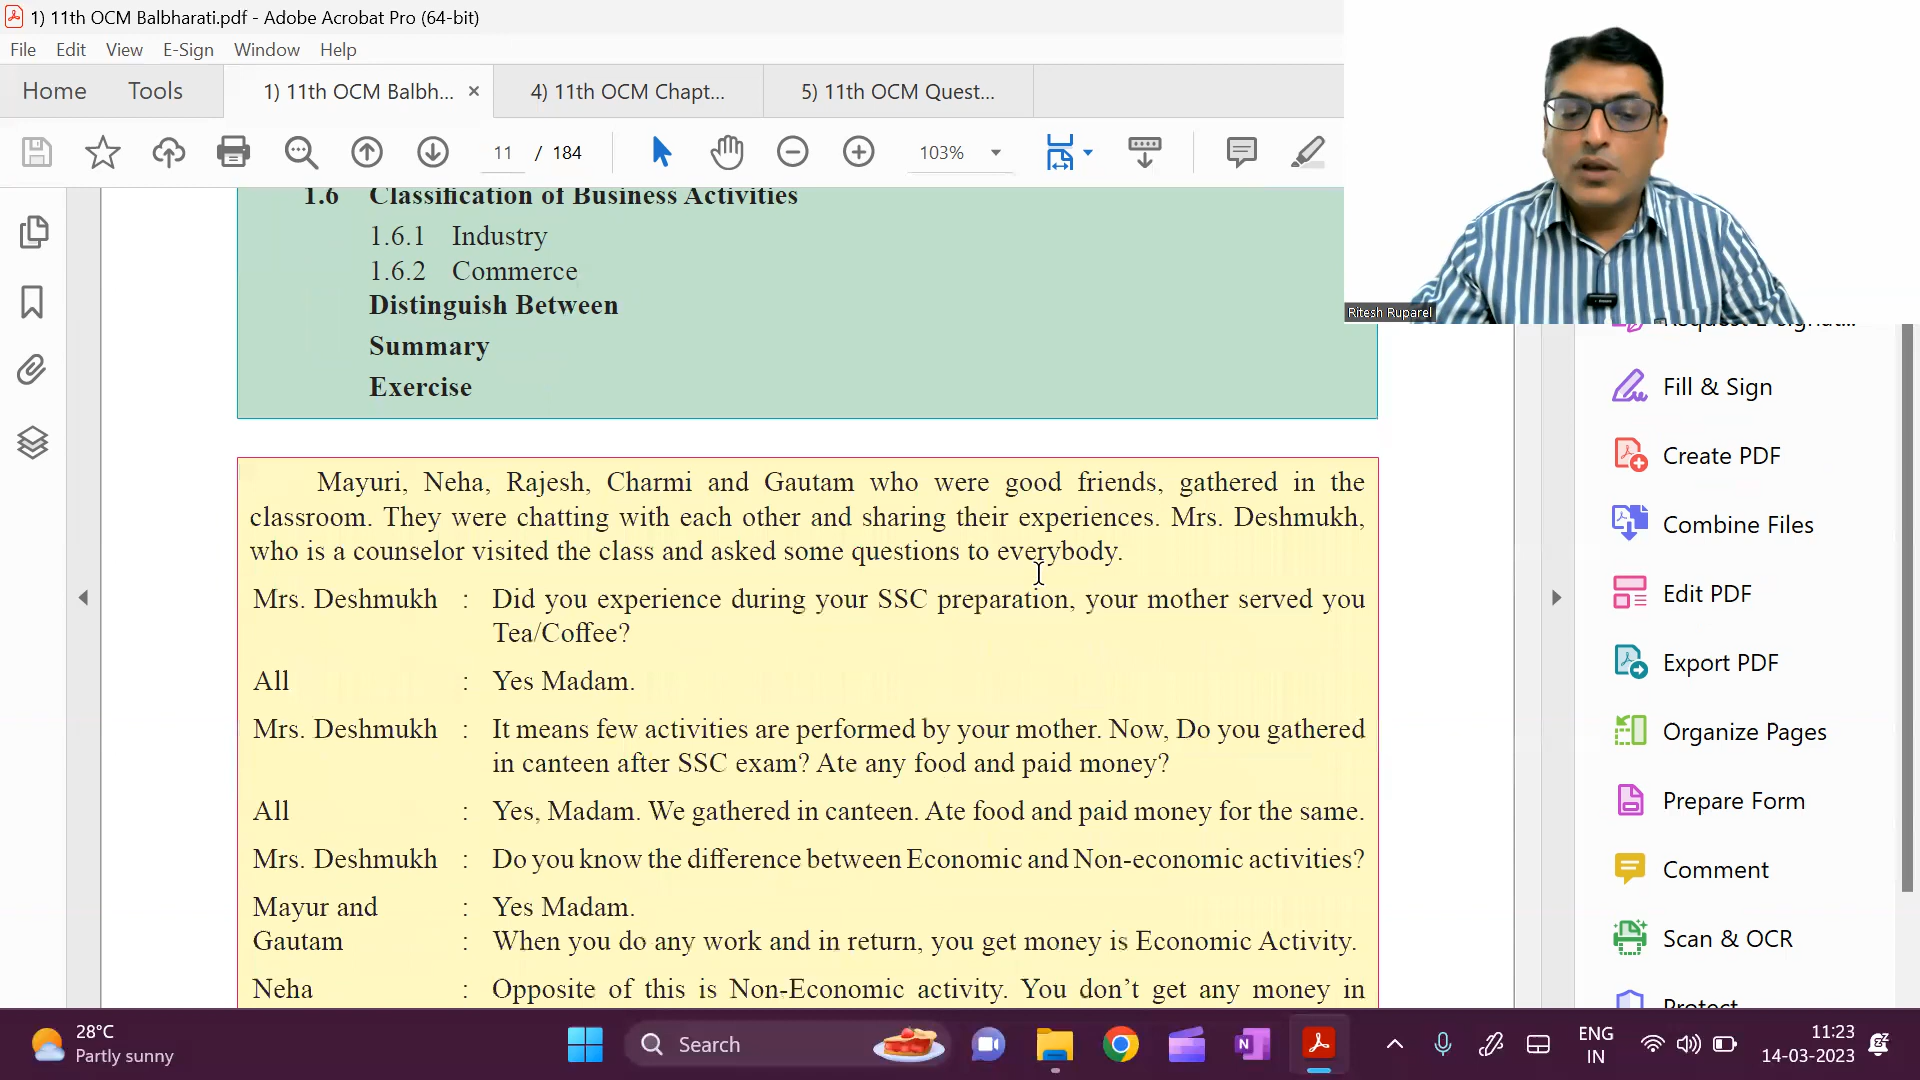 1) 11th OCM Balbharati.pdf - Adobe Acrobat Pro (64-bit)
File Edit View E-Sign Window Help
Home Tools 1) 11th OCM Balbh... × 4) 11th OCM Chapt... 5) 11th OCM Quest...
11 / 184 103%
1.6 Classification of Business Activities
1.6.1 Industry
1.6.2 Commerce
Distinguish Between
Summary
Exercise
Mayuri, Neha, Rajesh, Charmi and Gautam who were good friends, gathered in the
classroom. They were chatting with each other and sharing their experiences. Mrs. Deshmukh,
who is a counselor visited the class and asked some questions to everybody.
Mrs. Deshmukh : Did you experience during your SSC preparation, your mother served you
Tea/Coffee?
All : Yes Madam.
Mrs. Deshmukh : It means few activities are performed by your mother. Now, Do you gathered
in canteen after SSC exam? Ate any food and paid money?
All : Yes, Madam. We gathered in canteen. Ate food and paid money for the same.
Mrs. Deshmukh : Do you know the difference between Economic and Non-economic activities?
Mayur and : Yes Madam.
Gautam : When you do any work and in return, you get money is Economic Activity.
Neha : Opposite of this is Non-Economic activity. You don’t get any money in
Ritesh Ruparel
Fill & Sign
Create PDF
Combine Files
Edit PDF
Export PDF
Organize Pages
Prepare Form
Comment
Scan & OCR
Protect
28°C
Partly sunny
Search
N
ENG
IN
11:23
14-03-2023